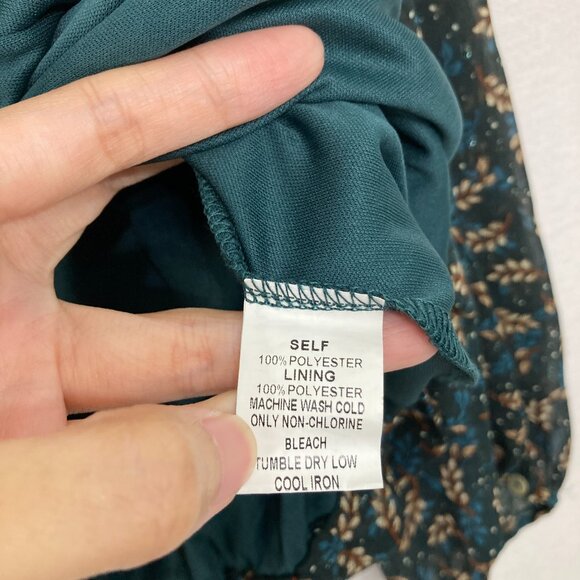 SELF
100% POLYESTER
LINING
100% POLYESTER
MACHINE WASH COLD
ONLY NON-CHLORINE
BLEACH
TUMBLE DRY LOW
COOL IRON